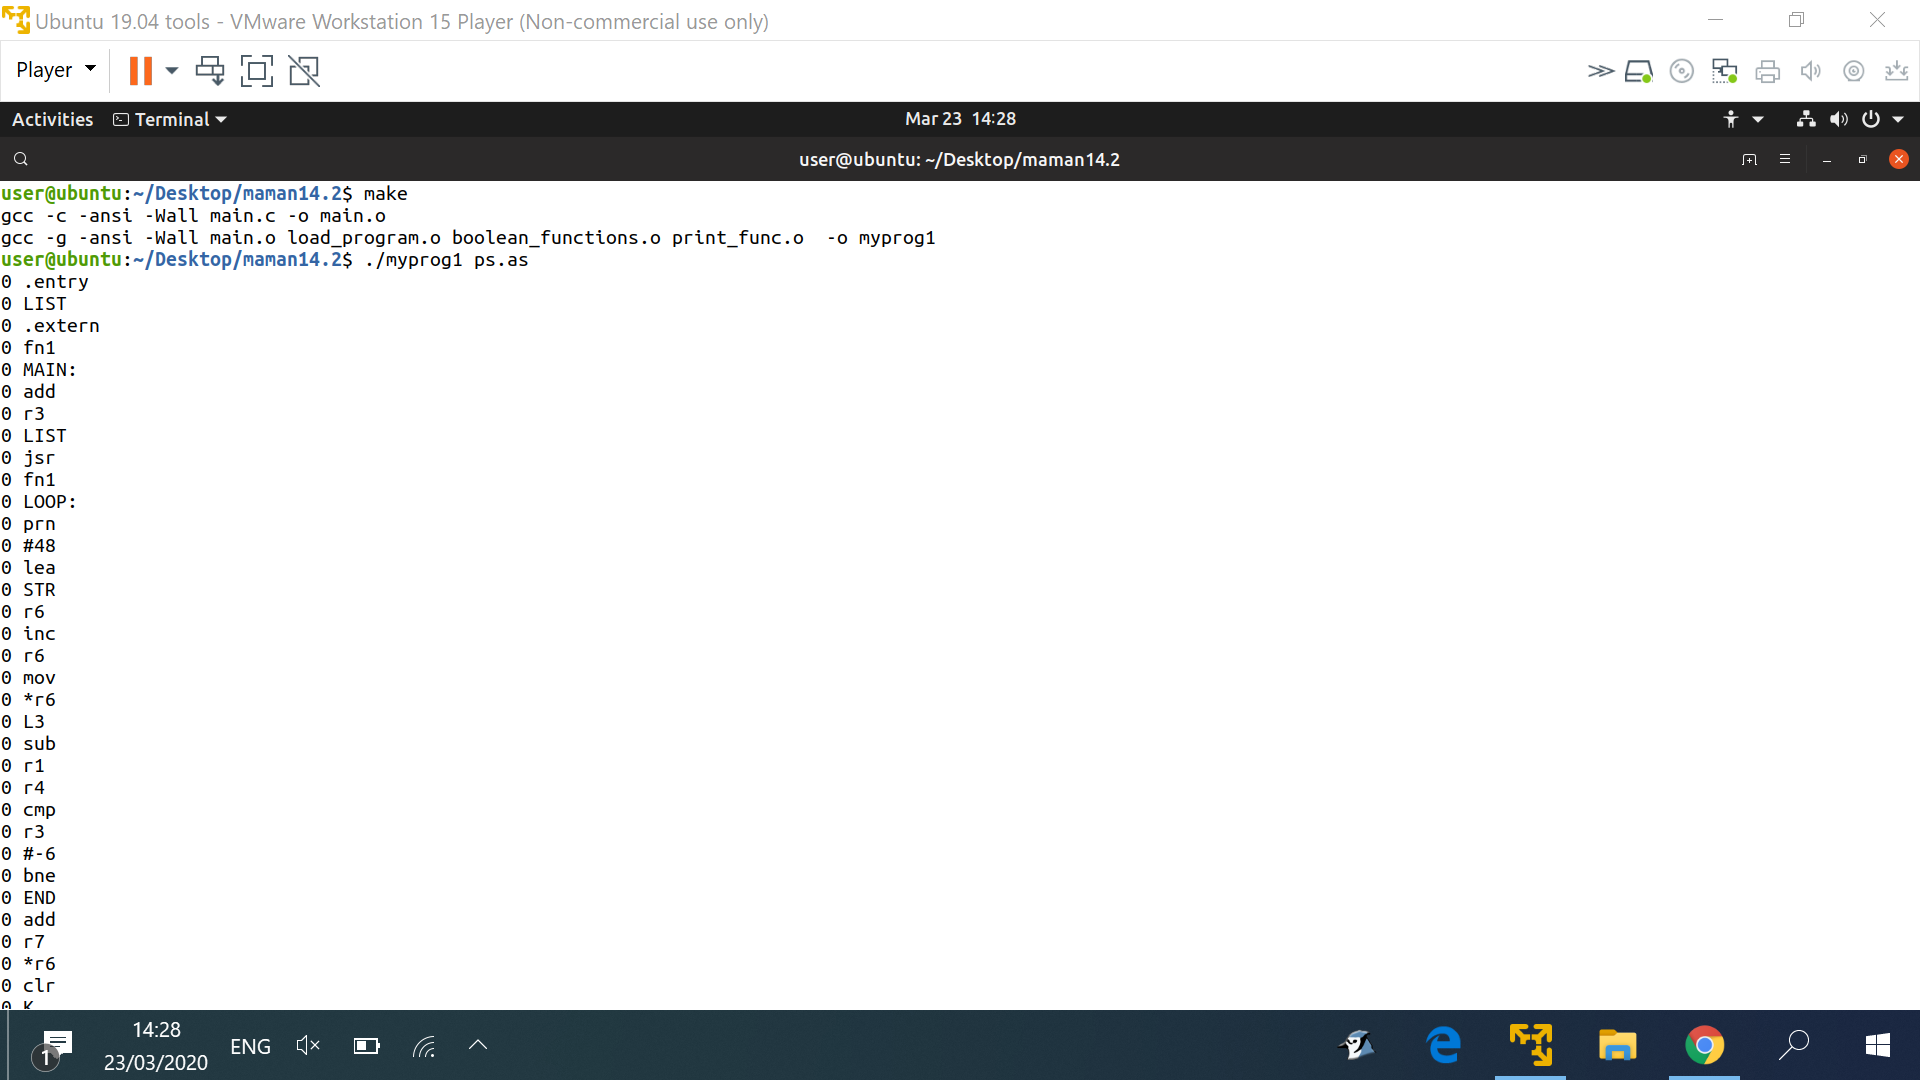 Ubuntu 19.04 tools - VMware Workstation 15 Player (Non-commercial use only)
Player
Activities Terminal Mar 23 14:28
user@ubuntu: ~/Desktop/maman14.2
user@ubuntu:~/Desktop/maman14.2$ make
gcc -c -ansi -Wall main.c -o main.o
gcc -g -ansi -Wall main.o load_program.o boolean_functions.o print_func.o  -o myprog1
user@ubuntu:~/Desktop/maman14.2$ ./myprog1 ps.as
0 .entry
0 LIST
0 .extern
0 fn1
0 MAIN:
0 add
0 r3
0 LIST
0 jsr
0 fn1
0 LOOP:
0 prn
0 #48
0 lea
0 STR
0 r6
0 inc
0 r6
0 mov
0 *r6
0 L3
0 sub
0 r1
0 r4
0 cmp
0 r3
0 #-6
0 bne
0 END
0 add
0 r7
0 *r6
0 clr
0 K
1 14:28 ENG
23/03/2020